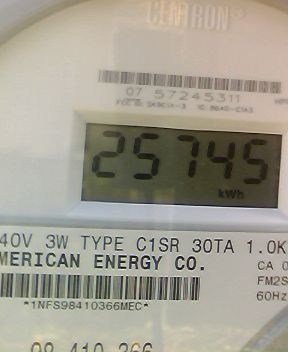 CENTRON
07 57245311
25745
kWh
40V 3W TYPE C1SR 30TA 1.0K
MERICAN ENERGY CO.
CA 0
FM2S
60Hz
*1NFS98410366MEC*
98 410 366